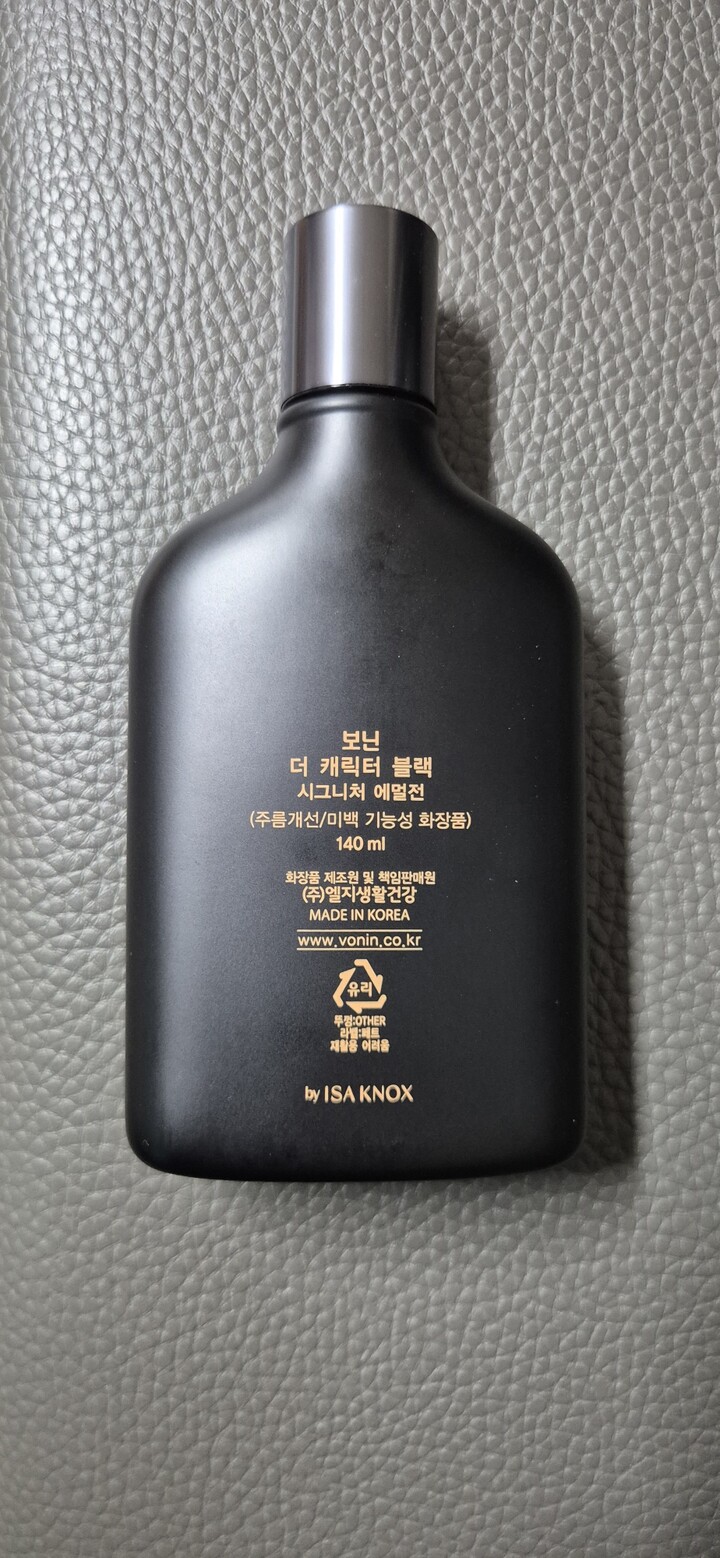 보닌
더 캐릭터 블랙
시그니처 에멀전
(주름개선/미백 기능성 화장품)
140 ml
화장품 제조원 및 책임판매원
(주)엘지생활건강
MADE IN KOREA
www.vonin.co.kr
유리
뚜껑:OTHER
라벨:페트
재활용 어려움
by ISA KNOX